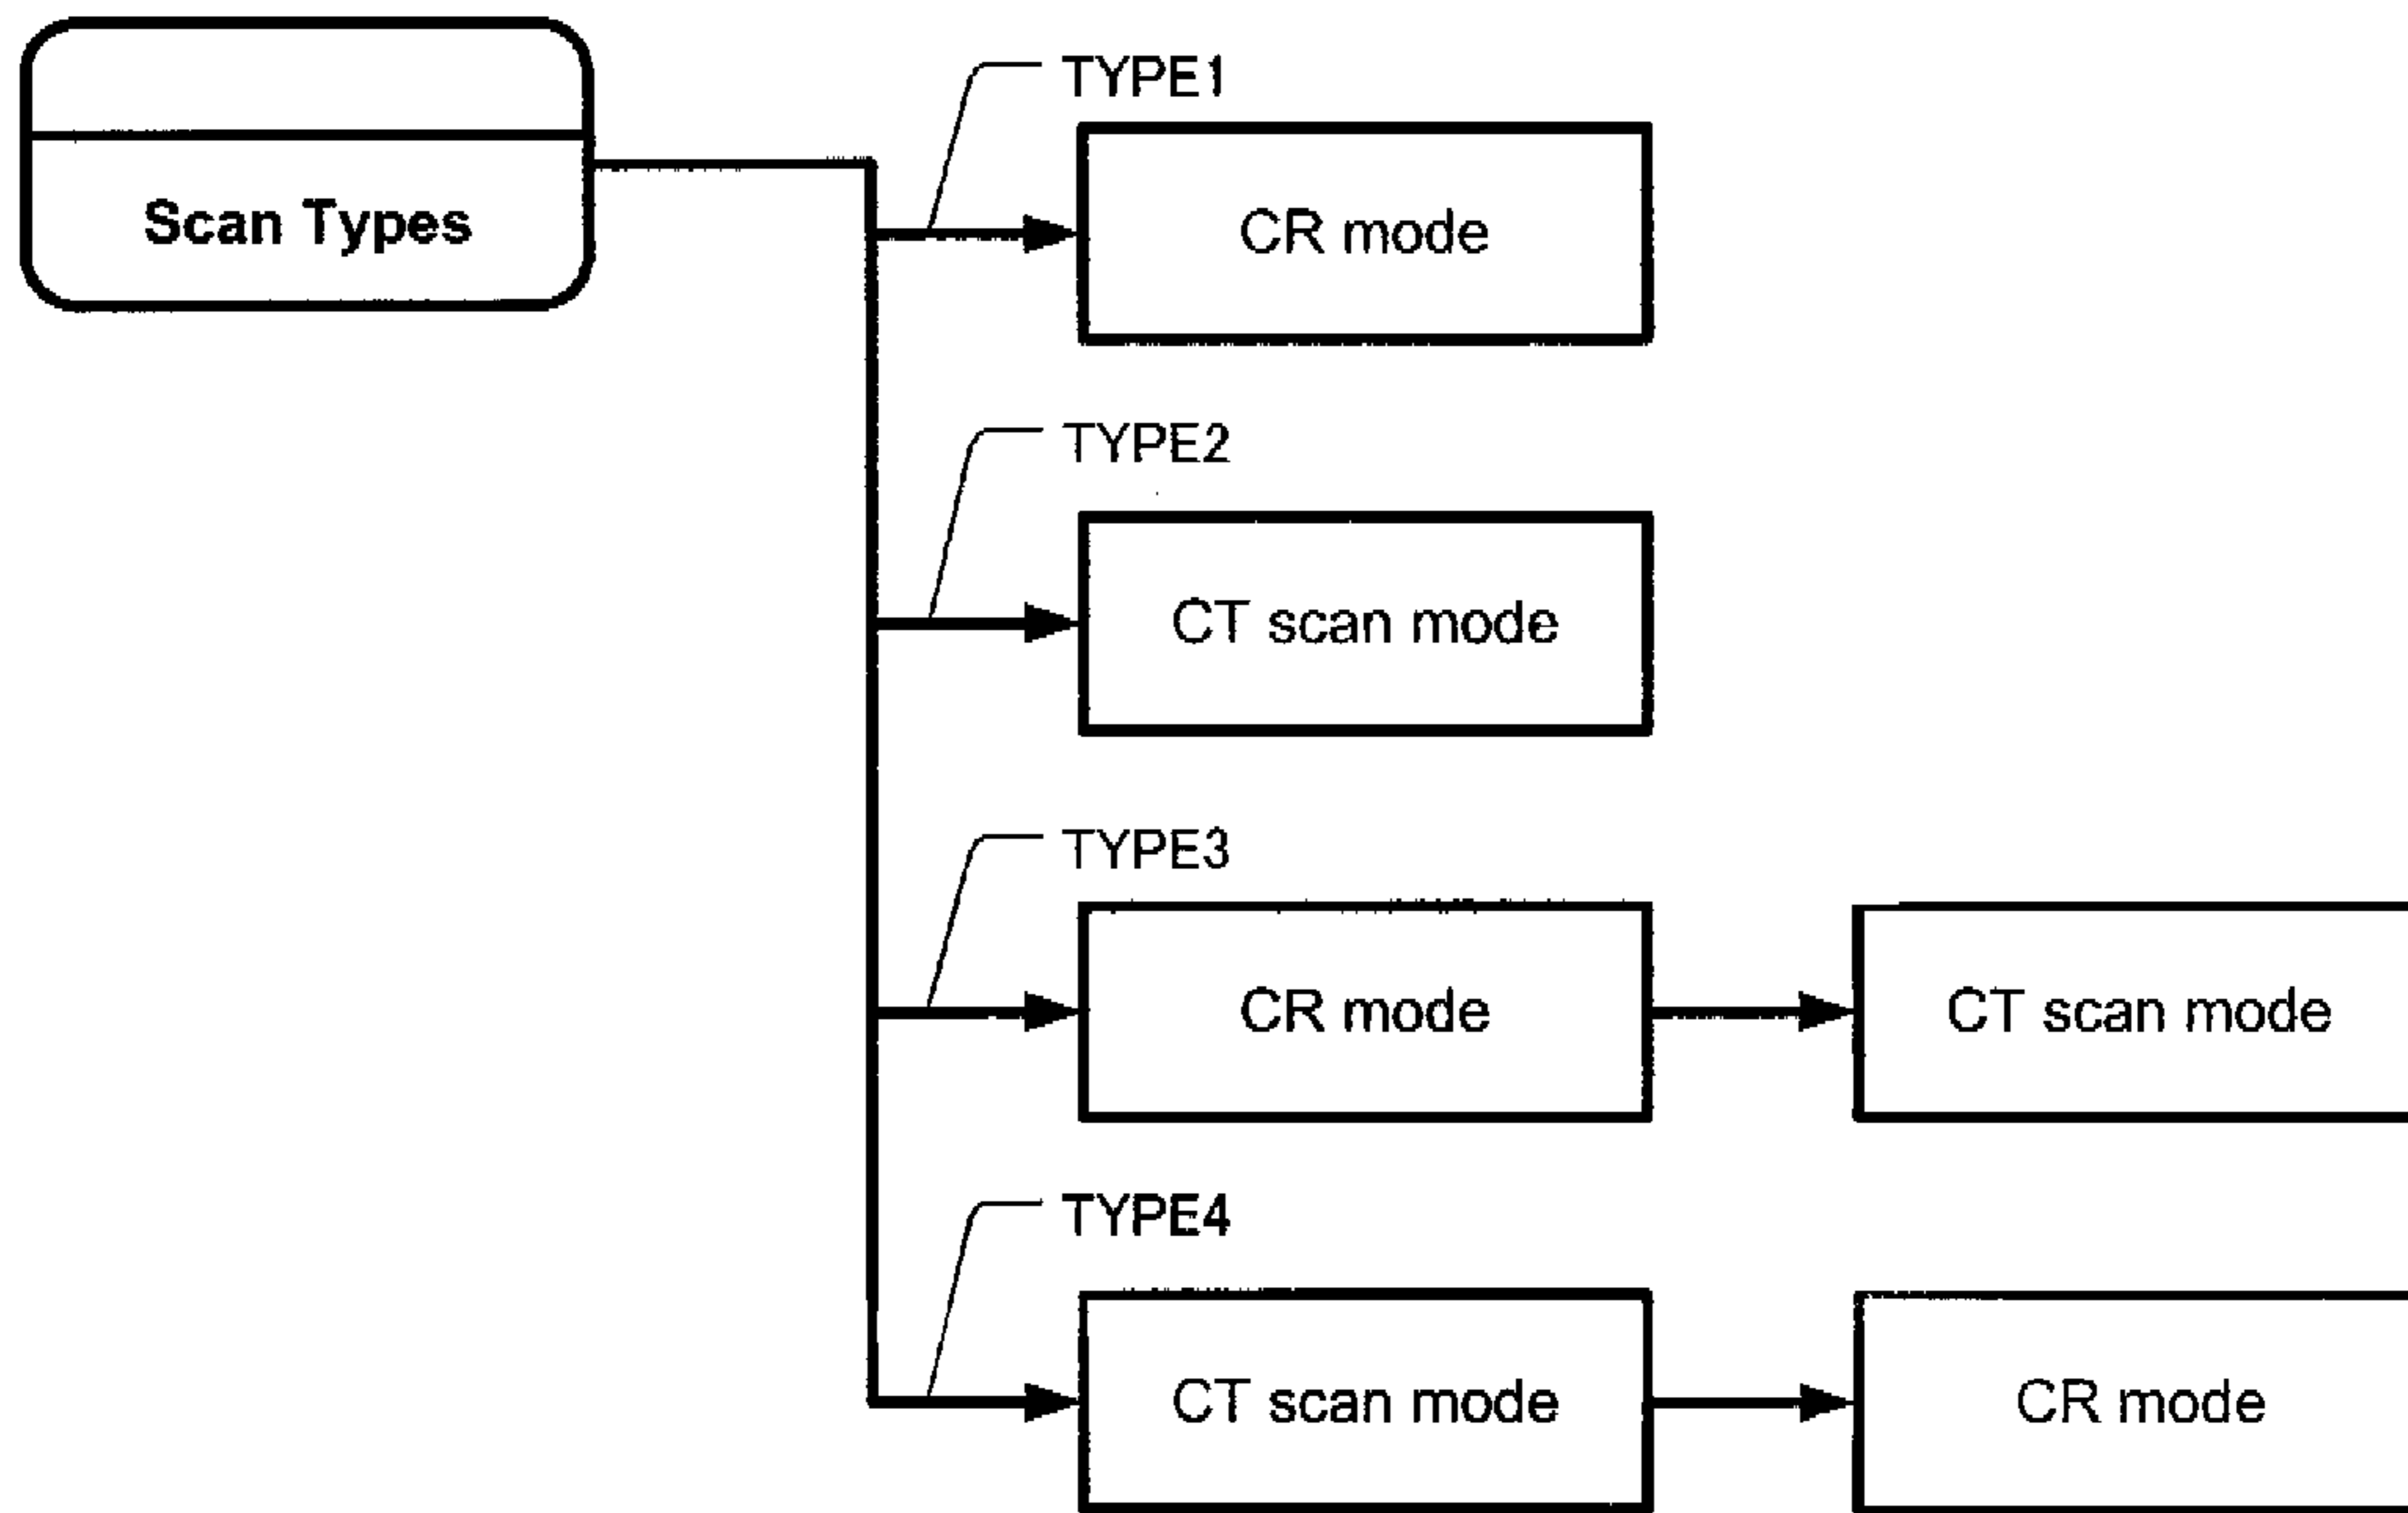 Scan Types
TYPE1
CR mode
TYPE2
CT scan mode
TYPE3
CR mode
CT scan mode
TYPE4
CT scan mode
CR mode